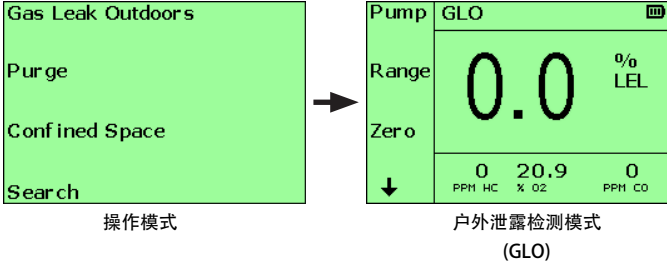 Gas Leak Outdoors
Purge
Confined Space
Search
操作模式
Pump
GLO
Range
Zero
0.0
%
LEL
0
20.9
0
PPM HC
% O2
PPM CO
户外泄露检测模式
(GLO)